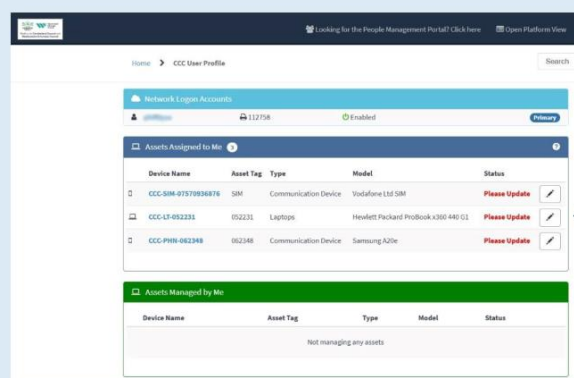 Looking for the People Management Portal? Click here Open Platform View
Home > CCC User Profile Search
Network Logon Accounts
112758 Enabled Primary
Assets Assigned to Me 3
Device Name Asset Tag Type Model Status
CCC-SIM-07570936876 SIM Communication Device Vodafone Ltd SIM Please Update
CCC-LT-052231 052231 Laptops Hewlett Packard ProBook x360 440 G1 Please Update
CCC-PHN-062348 062348 Communication Device Samsung A20e Please Update
Assets Managed by Me
Device Name Asset Tag Type Model Status
Not managing any assets